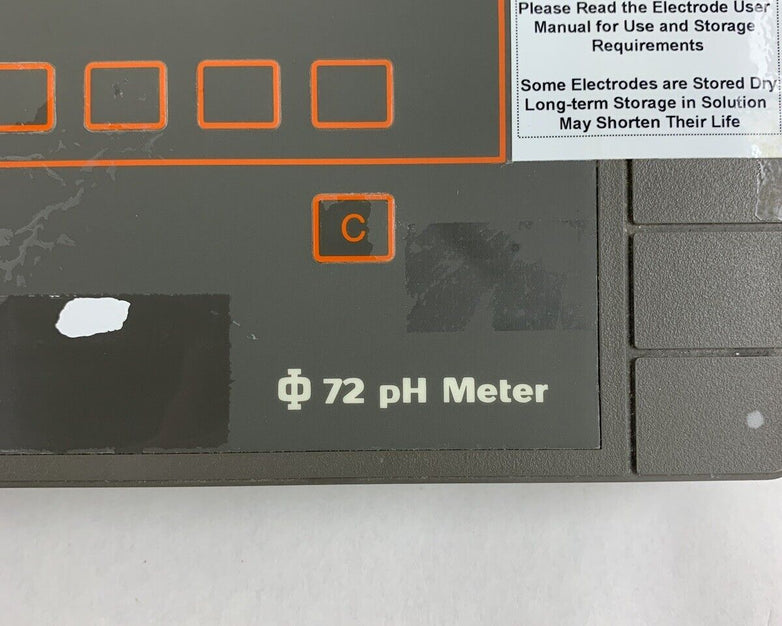 Please Read the Electrode User
Manual for Use and Storage
Requirements
Some Electrodes are Stored Dry
Long-term Storage in Solution
May Shorten Their Life
C
Φ 72 pH Meter